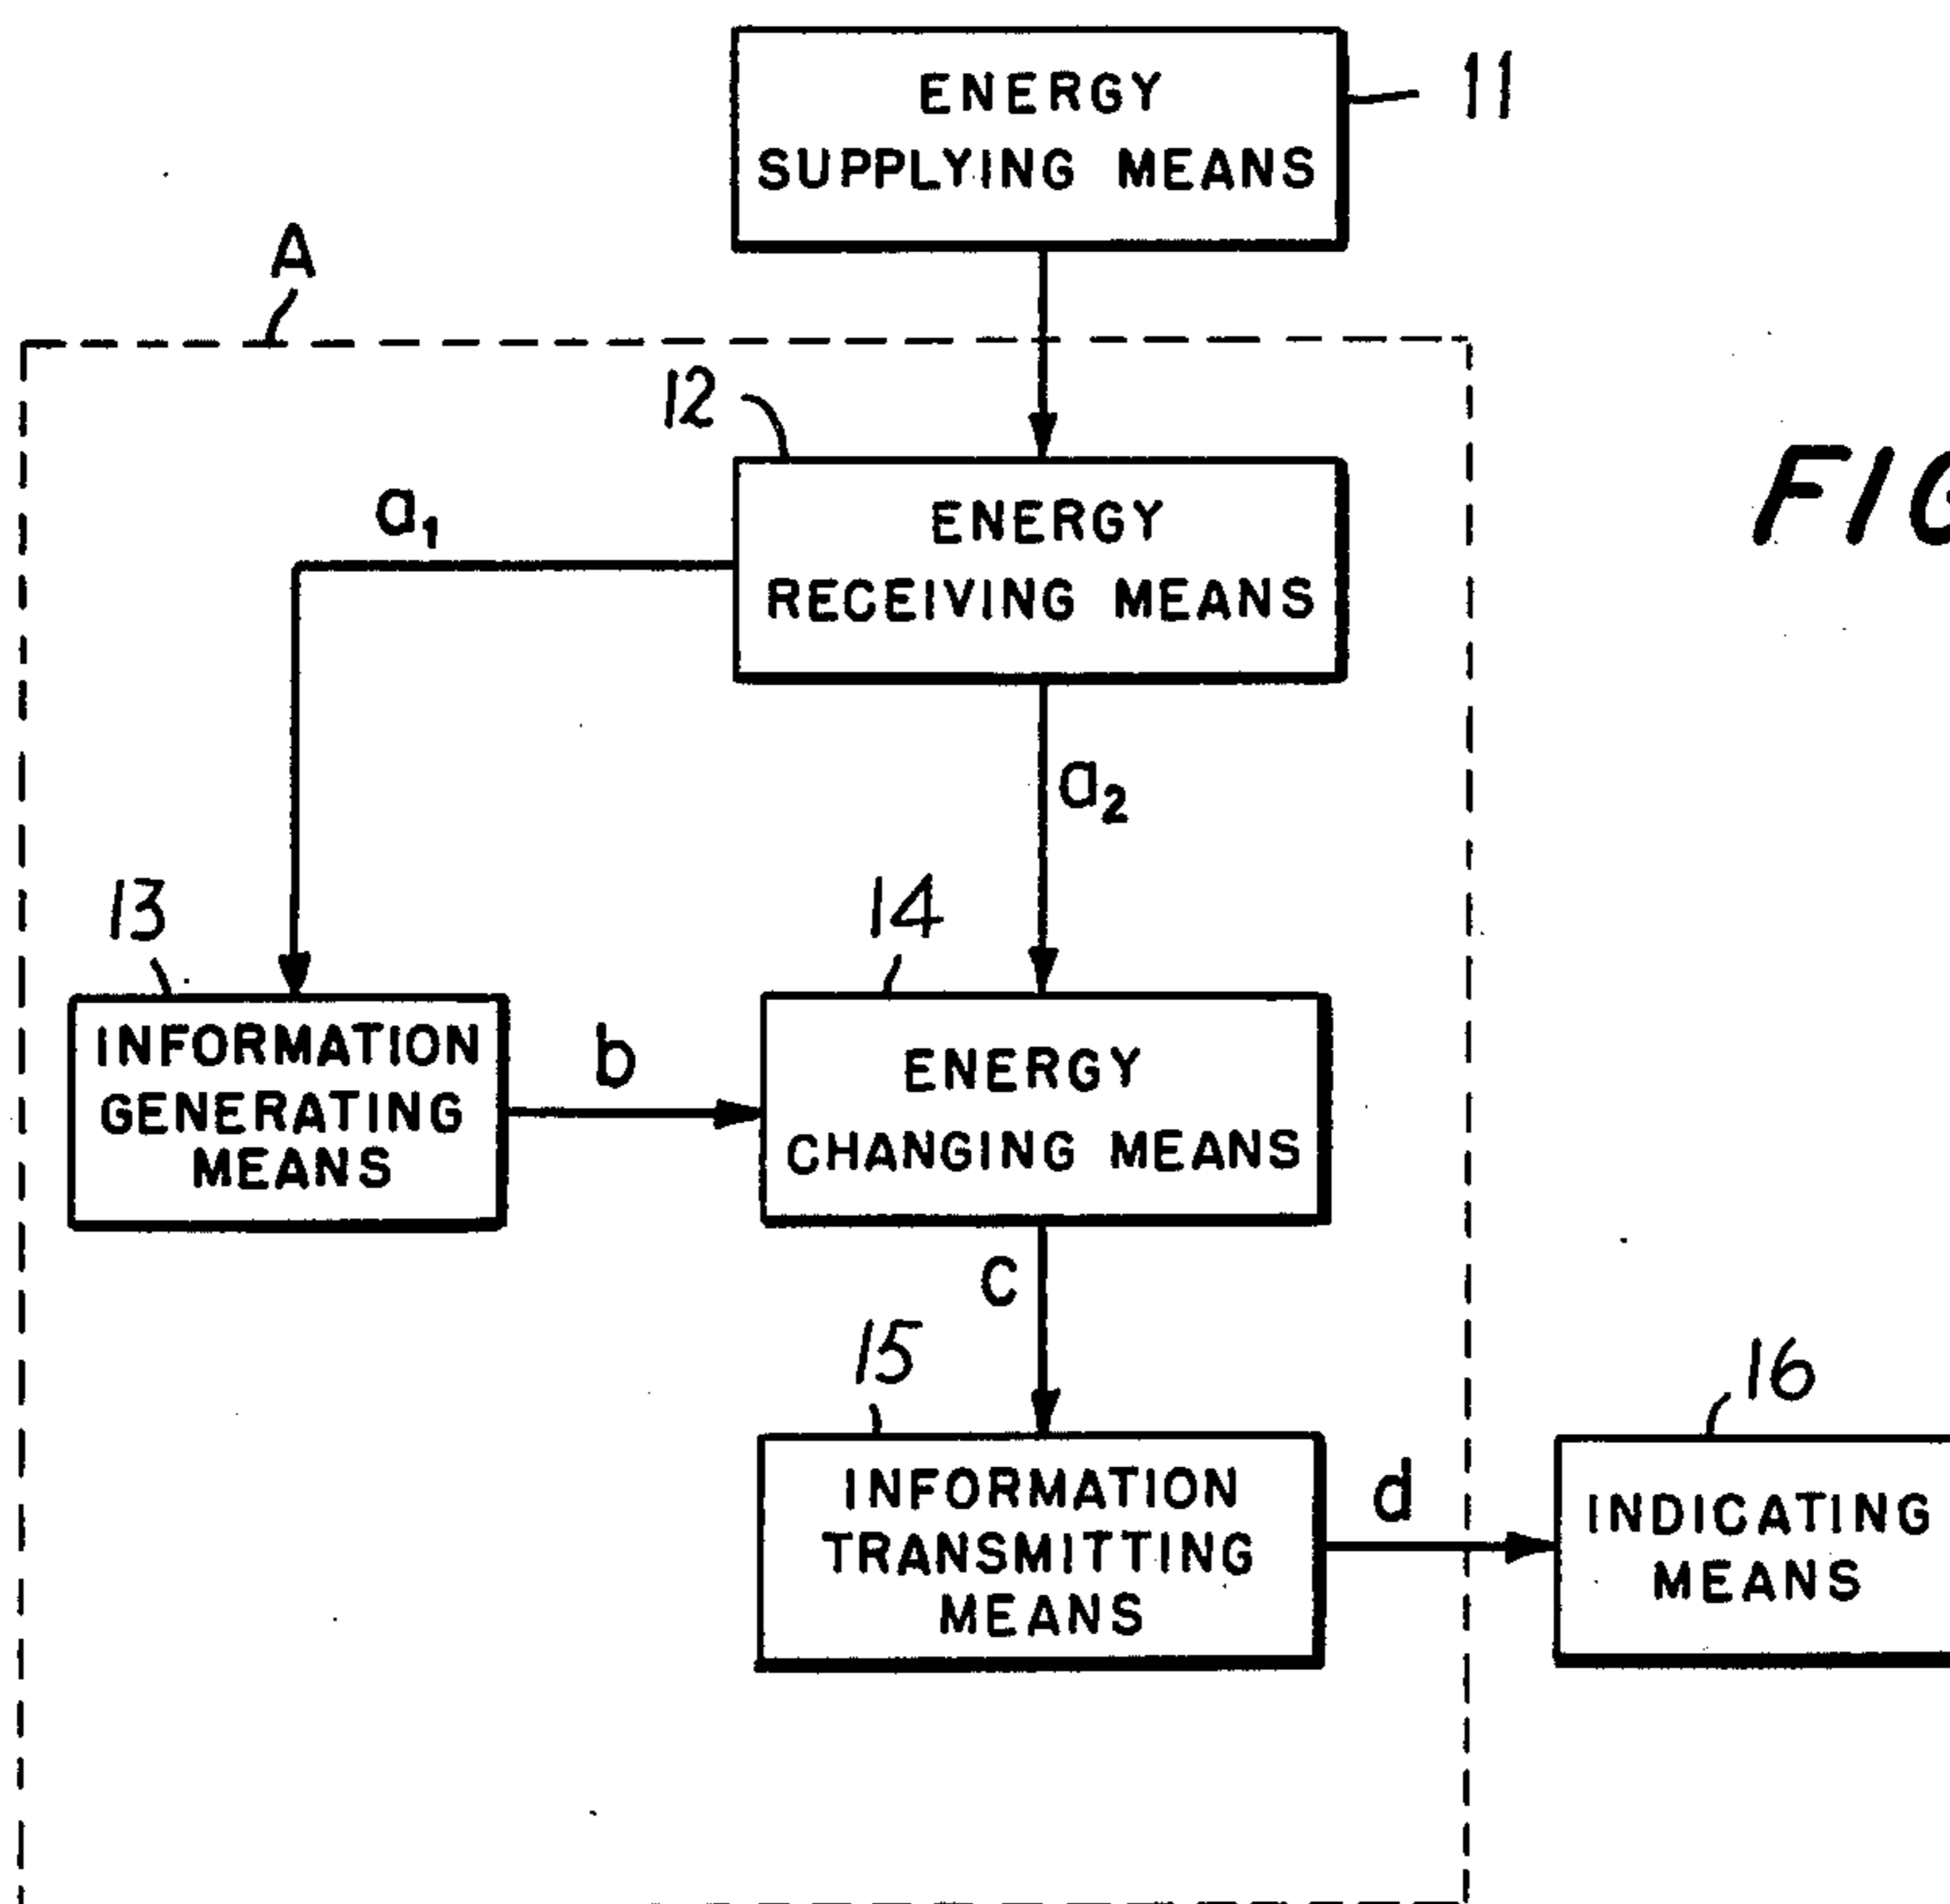 ENERGY
SUPPLYING MEANS
11
A
12
a1
ENERGY
RECEIVING MEANS
FIG
a2
13
14
INFORMATION
GENERATING
MEANS
b
ENERGY
CHANGING MEANS
c
15
16
INFORMATION
TRANSMITTING
MEANS
d
INDICATING
MEANS